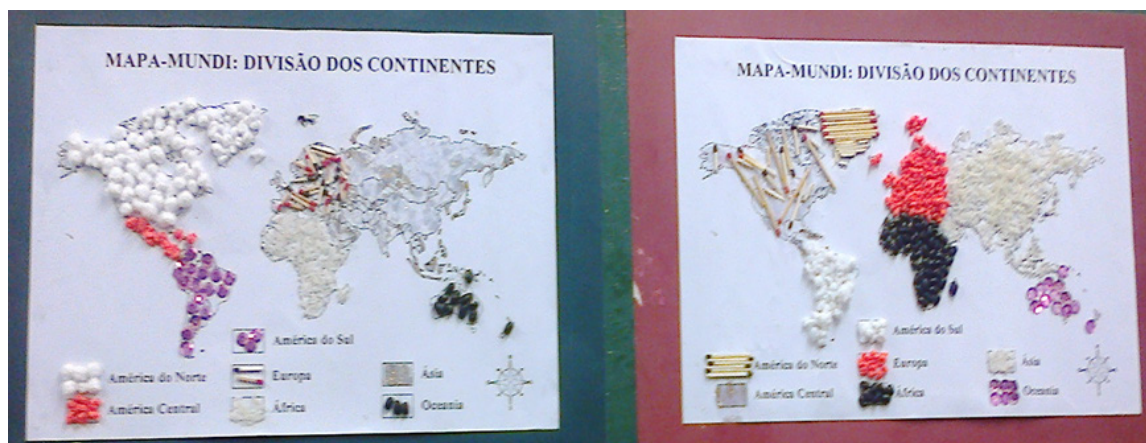 MAPA-MUNDI: DIVISÃO DOS CONTINENTES
América do Sul
América do Norte
Europa
Ásia
América Central
África
Oceania
MAPA-MUNDI: DIVISÃO DOS CONTINENTES
América do Sul
América do Norte
Europa
Ásia
América Central
África
Oceania